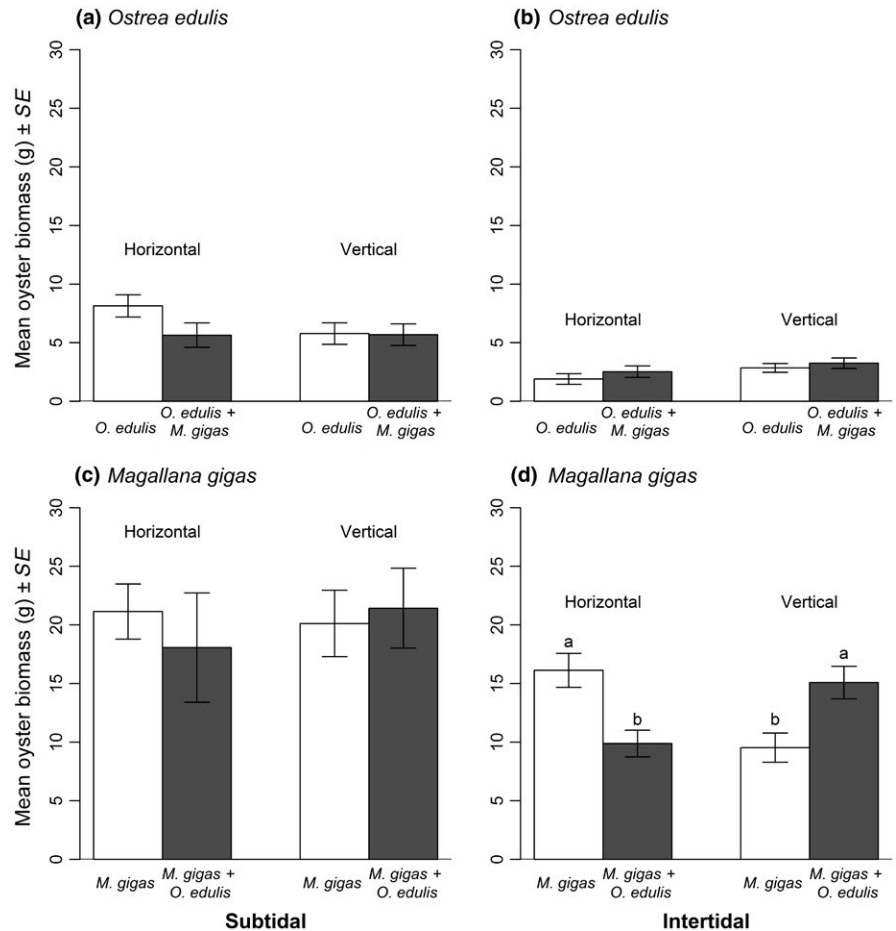 (a) Ostrea edulis
Mean oyster biomass (g) ± SE
30
25
20
15
10
5
0
Horizontal
Vertical
O. edulis
O. edulis +
M. gigas
O. edulis
O. edulis +
M. gigas
(b) Ostrea edulis
30
25
20
15
10
5
0
Horizontal
Vertical
O. edulis
O. edulis +
M. gigas
O. edulis
O. edulis +
M. gigas
(c) Magallana gigas
Mean oyster biomass (g) ± SE
30
25
20
15
10
5
0
Horizontal
Vertical
M. gigas
M. gigas +
O. edulis
M. gigas
M. gigas +
O. edulis
Subtidal
(d) Magallana gigas
30
25
20
15
10
5
0
Horizontal
Vertical
a
b
b
a
M. gigas
M. gigas +
O. edulis
M. gigas
M. gigas +
O. edulis
Intertidal